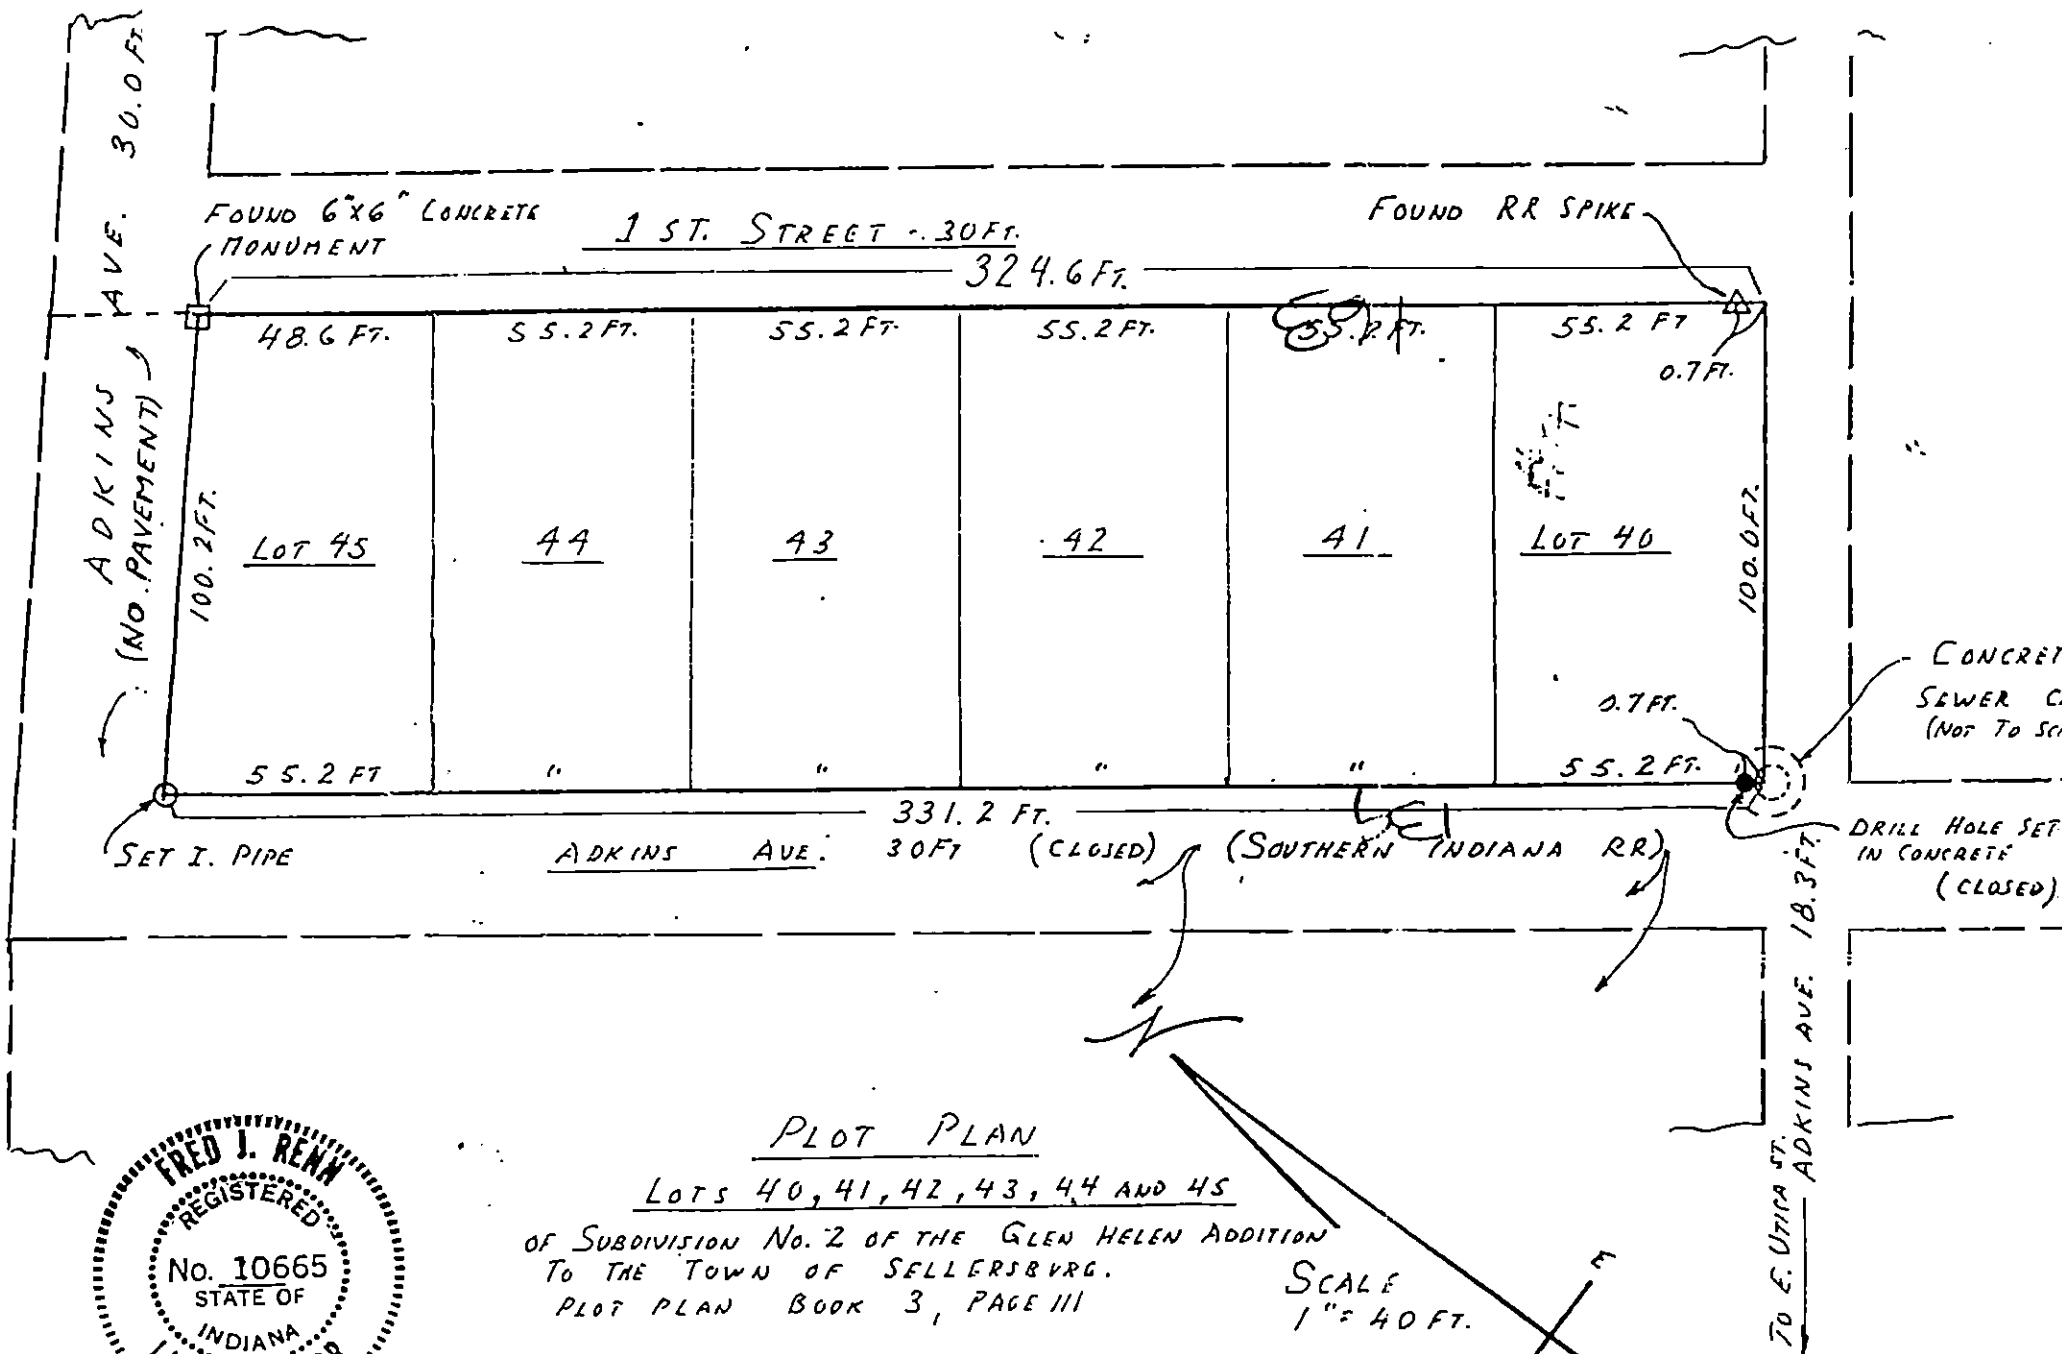 ADKINS AVE. 30.0 FT.
(NO PAVEMENT)
FOUND 6"x6" CONCRETE
MONUMENT
1 ST. STREET - 30 FT.
FOUND RR SPIKE
324.6 FT.
48.6 FT.
55.2 FT.
55.2 FT.
55.2 FT.
55.2 FT.
55.2 FT
0.7 FT.
100.2 FT.
LOT 45
44
43
42
41
LOT 40
100.0 FT.
CONCRET
SEWER
(NOT TO
0.7 FT.
55.2 FT
"
"
"
"
55.2 FT.
331.2 FT.
SET I. PIPE
ADKINS AVE. 30FT (CLOSED) (SOUTHERN INDIANA RR)
DRILL HOLE SET
IN CONCRETE
(CLOSED)
ADKINS AVE. 18.3 FT.
TO E. UTICA ST.
PLOT PLAN
LOTS 40, 41, 42, 43, 44 AND 45
OF SUBDIVISION No. 2 OF THE GLEN HELEN ADDITION
TO THE TOWN OF SELLERSBURG.
PLOT PLAN BOOK 3, PAGE 111
SCALE
1" = 40 FT.
N
E
FRED J. RENN
REGISTERED
No. 10665
STATE OF
INDIANA